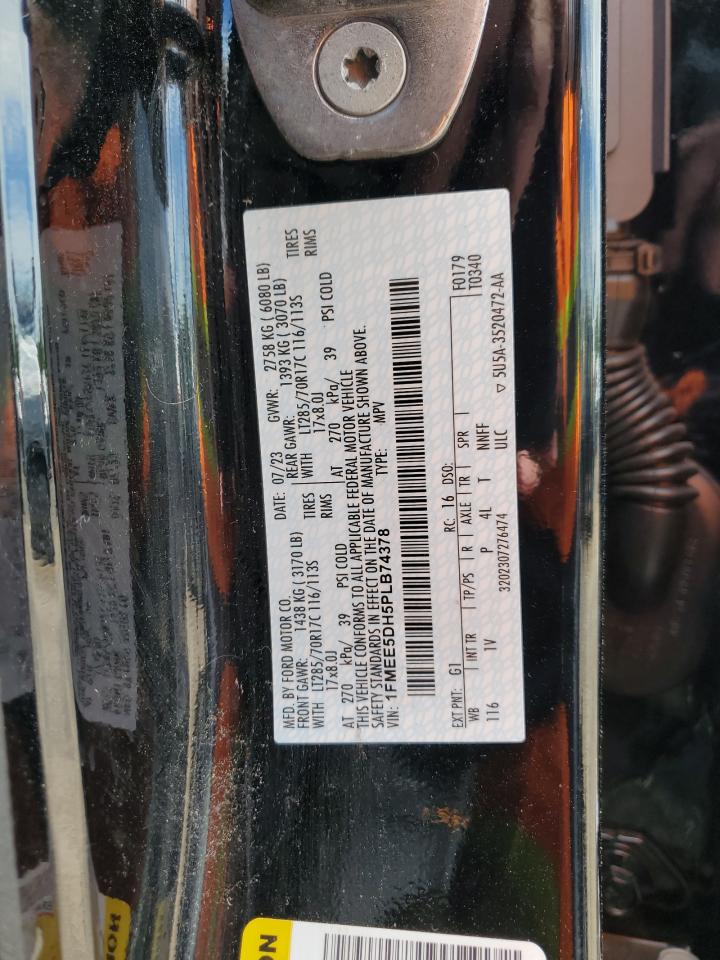 MFD. BY FORD MOTOR CO.
DATE: 07/23 GVWR: 2758 KG ( 6080 LB)
FRONT GAWR: 1438 KG ( 3170 LB) REAR GAWR: 1393 KG ( 3070 LB)
WITH LT285/70R17C 116/113S TIRES WITH LT285/70R17C 116/113S TIRES
17x8.0J RIMS 17x8.0J RIMS
AT 270 kPa/ 39 PSI COLD AT 270 kPa/ 39 PSI COLD
THIS VEHICLE CONFORMS TO ALL APPLICABLE FEDERAL MOTOR VEHICLE
SAFETY STANDARDS IN EFFECT ON THE DATE OF MANUFACTURE SHOWN ABOVE.
VIN: 1FMEE5DH5PLB74378 TYPE: MPV
EXT PNT: G1 RC: 16 DSO: F0179
WB INT TR TP/PS R AXLE TR SPR T0340
116 1V P 4L T NNFF
3202307276474 ULC ▽ 5U5A-3520472-AA